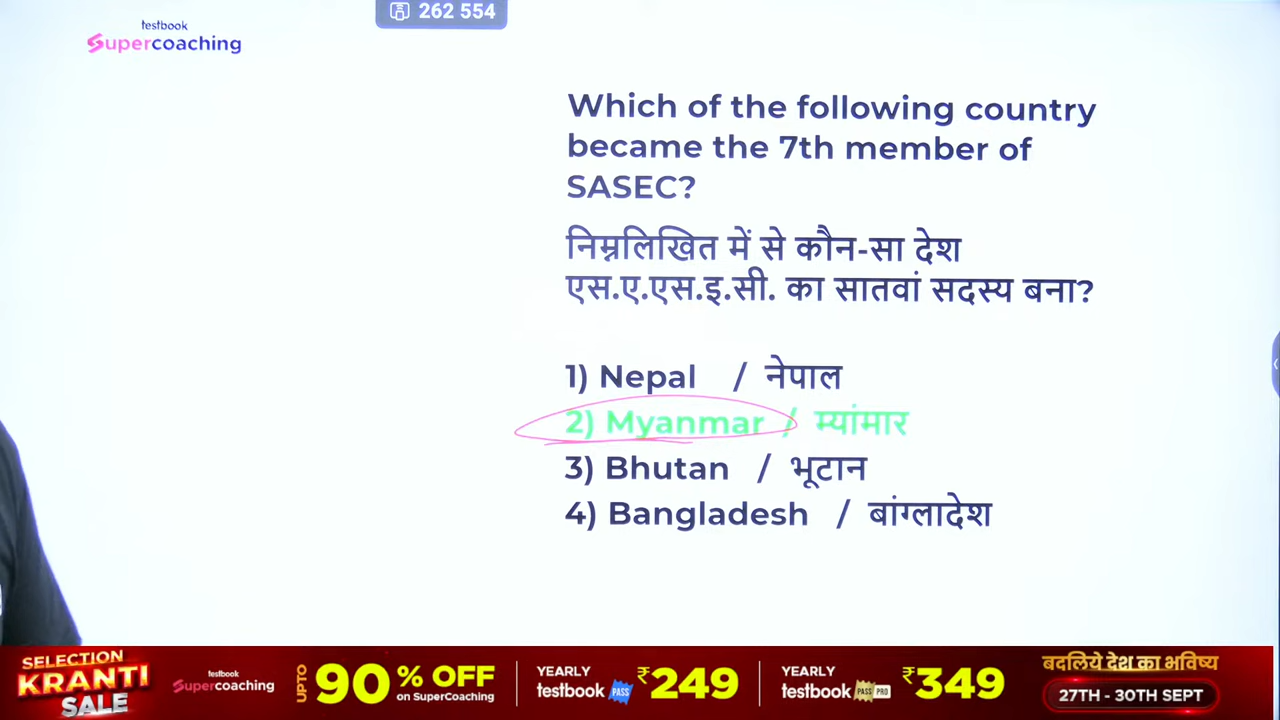 testbook
Supercoaching
262 554
Which of the following country
became the 7th member of
SASEC?
निम्नलिखित में से कौन-सा देश
एस.ए.एस.इ.सी. का सातवां सदस्य बना?
1) Nepal / नेपाल
2) Myanmar / म्यांमार
3) Bhutan / भूटान
4) Bangladesh / बांग्लादेश
SELECTION
KRANTI
SALE
testbook
Supercoaching
UPTO 90% OFF
on SuperCoaching
YEARLY
testbook PASS ₹249
YEARLY
testbook PASS PRO ₹349
बदलिये देश का भविष्य
27TH - 30TH SEPT